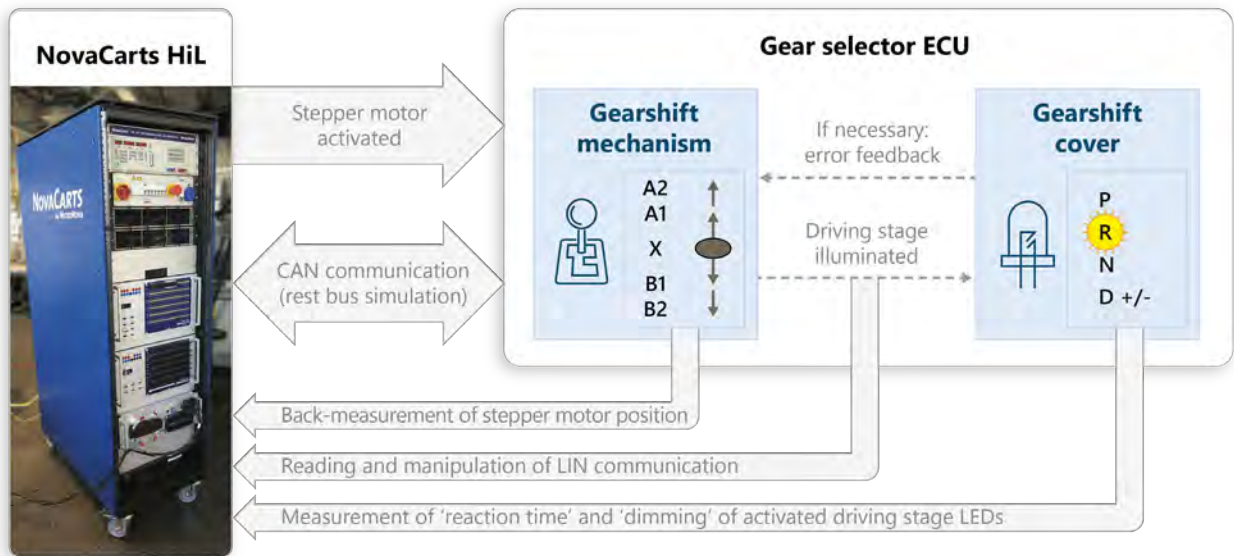 NovaCarts HiL
NovaCarts
by MicroNova
Stepper motor
activated
CAN communication
(rest bus simulation)
Gear selector ECU
Gearshift
mechanism
A2
A1
X
B1
B2
If necessary:
error feedback
Driving stage
illuminated
Gearshift
cover
P
R
N
D +/-
Back-measurement of stepper motor position
Reading and manipulation of LIN communication
Measurement of ‘reaction time’ and ‘dimming’ of activated driving stage LEDs